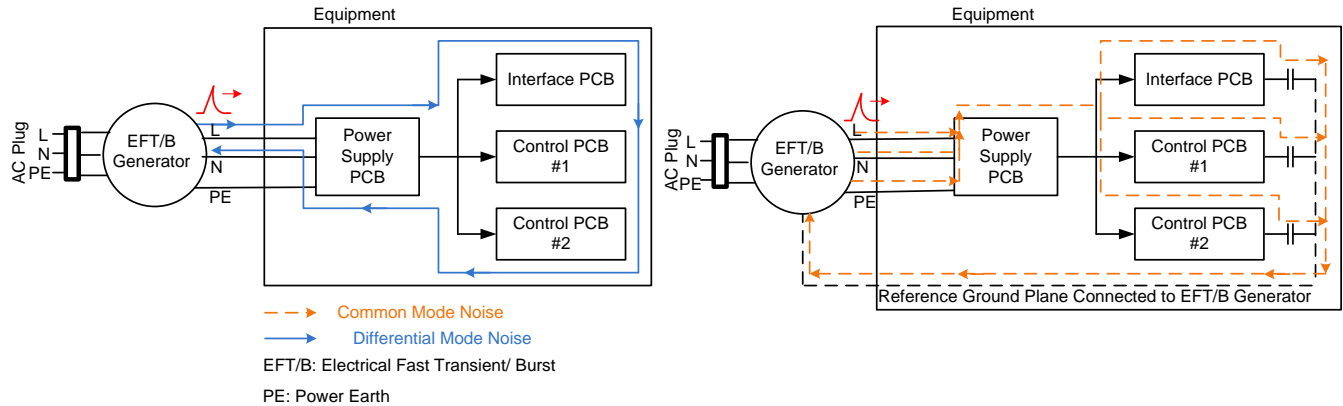 Equipment
AC Plug
L
N
PE
EFT/B
Generator
L
N
PE
Power
Supply
PCB
Interface PCB
Control PCB
#1
Control PCB
#2
Equipment
AC Plug
L
N
PE
EFT/B
Generator
L
N
PE
Power
Supply
PCB
Interface PCB
Control PCB
#1
Control PCB
#2
Reference Ground Plane Connected to EFT/B Generator
Common Mode Noise
Differential Mode Noise
EFT/B: Electrical Fast Transient/ Burst
PE: Power Earth